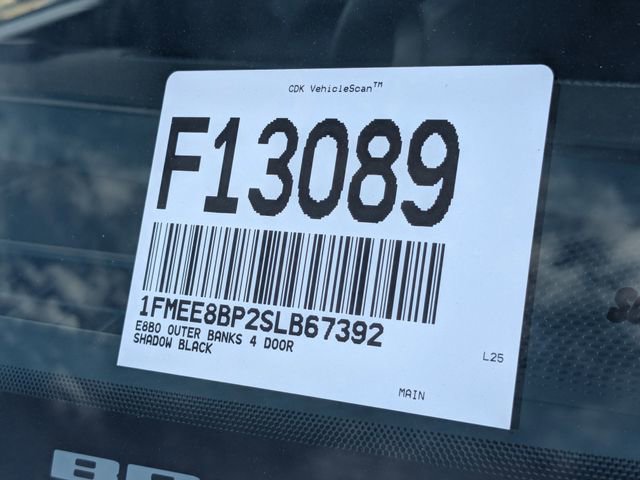 CDK VehicleScan™
F13089
1FMEE8BP2SLB67392
E8B0 OUTER BANKS 4 DOOR
SHADOW BLACK
L25
MAIN